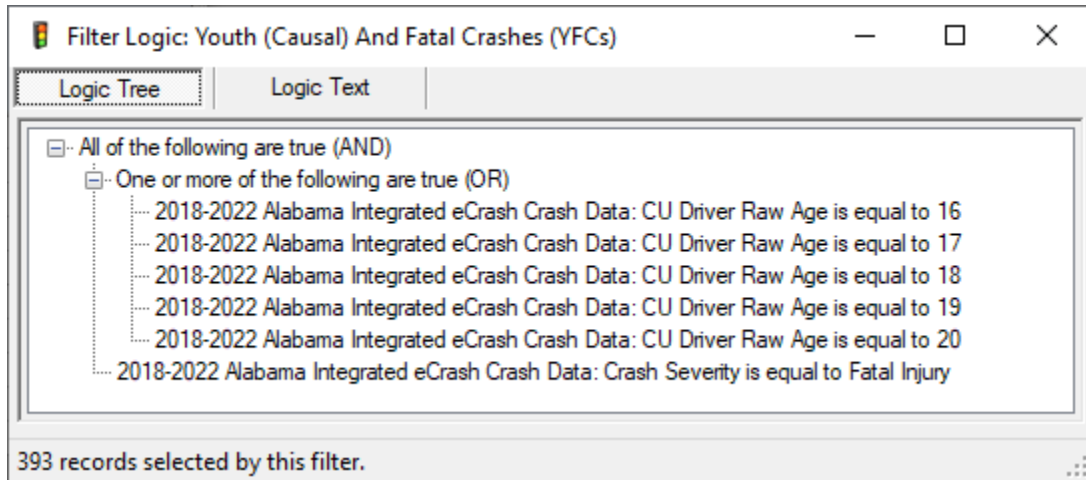 Filter Logic: Youth (Causal) And Fatal Crashes (YFCs)
Logic Tree
Logic Text
All of the following are true (AND)
One or more of the following are true (OR)
2018-2022 Alabama Integrated eCrash Crash Data: CU Driver Raw Age is equal to 16
2018-2022 Alabama Integrated eCrash Crash Data: CU Driver Raw Age is equal to 17
2018-2022 Alabama Integrated eCrash Crash Data: CU Driver Raw Age is equal to 18
2018-2022 Alabama Integrated eCrash Crash Data: CU Driver Raw Age is equal to 19
2018-2022 Alabama Integrated eCrash Crash Data: CU Driver Raw Age is equal to 20
2018-2022 Alabama Integrated eCrash Crash Data: Crash Severity is equal to Fatal Injury
393 records selected by this filter.